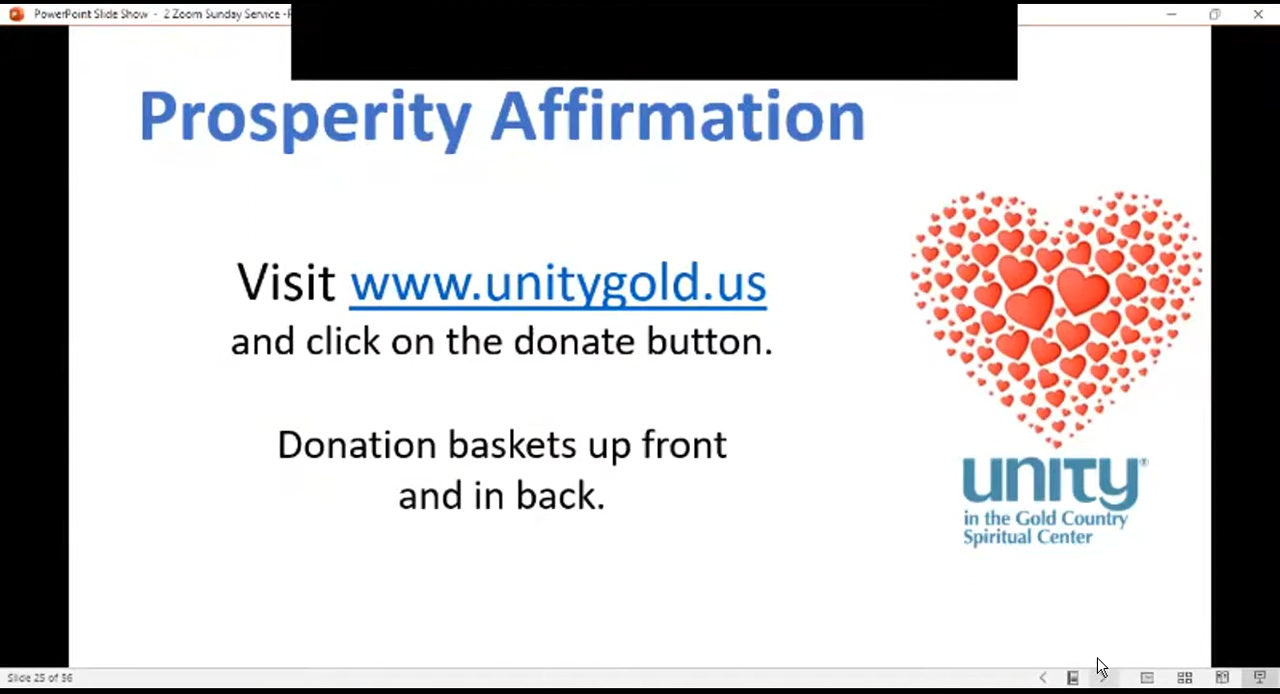 PowerPoint Slide Show - 2 Zoom Sunday Service -
Prosperity Affirmation
Visit www.unitygold.us
and click on the donate button.
Donation baskets up front
and in back.
unity®
in the Gold Country
Spiritual Center
Slide 25 of 56